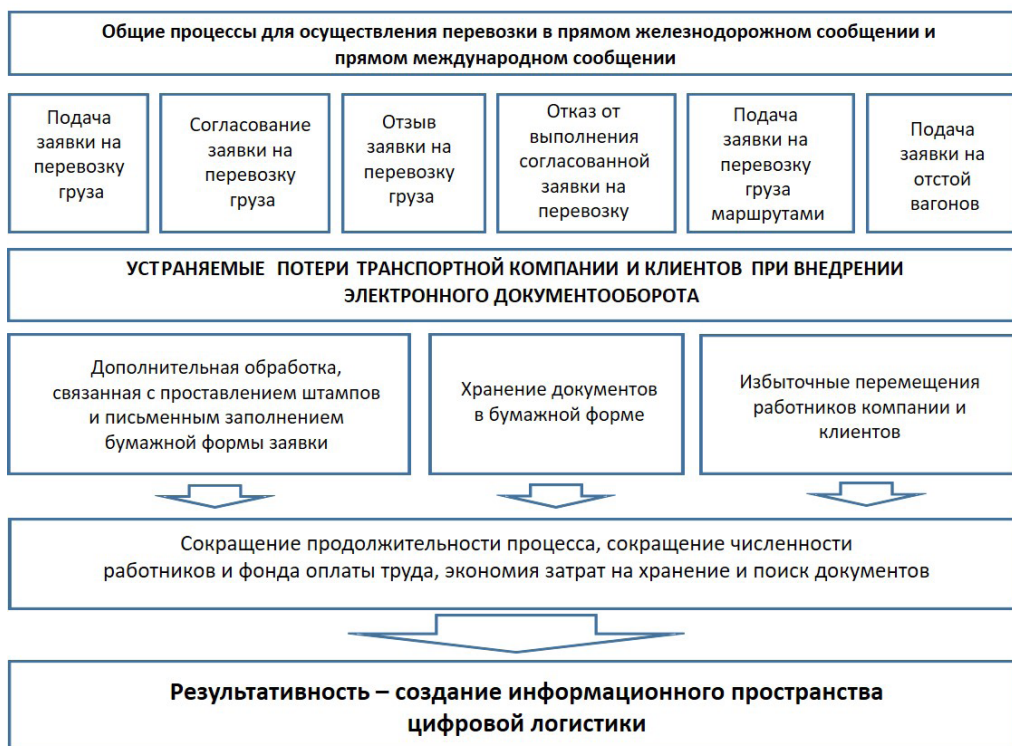 Общие процессы для осуществления перевозки в прямом железнодорожном сообщении и
прямом международном сообщении
Подача
заявки на
перевозку
груза
Согласование
заявки на
перевозку
груза
Отзыв
заявки на
перевозку
груза
Отказ от
выполнения
согласованной
заявки на
перевозку
Подача
заявки на
перевозку
груза
маршрутами
Подача
заявки на
отстой
вагонов
УСТРАНЯЕМЫЕ ПОТЕРИ ТРАНСПОРТНОЙ КОМПАНИИ И КЛИЕНТОВ ПРИ ВНЕДРЕНИИ
ЭЛЕКТРОННОГО ДОКУМЕНТООБОРОТА
Дополнительная обработка,
связанная с проставлением штампов
и письменным заполнением
бумажной формы заявки
Хранение документов
в бумажной форме
Избыточные перемещения
работников компании и
клиентов
Сокращение продолжительности процесса, сокращение численности
работников и фонда оплаты труда, экономия затрат на хранение и поиск документов
Результативность – создание информационного пространства
цифровой логистики